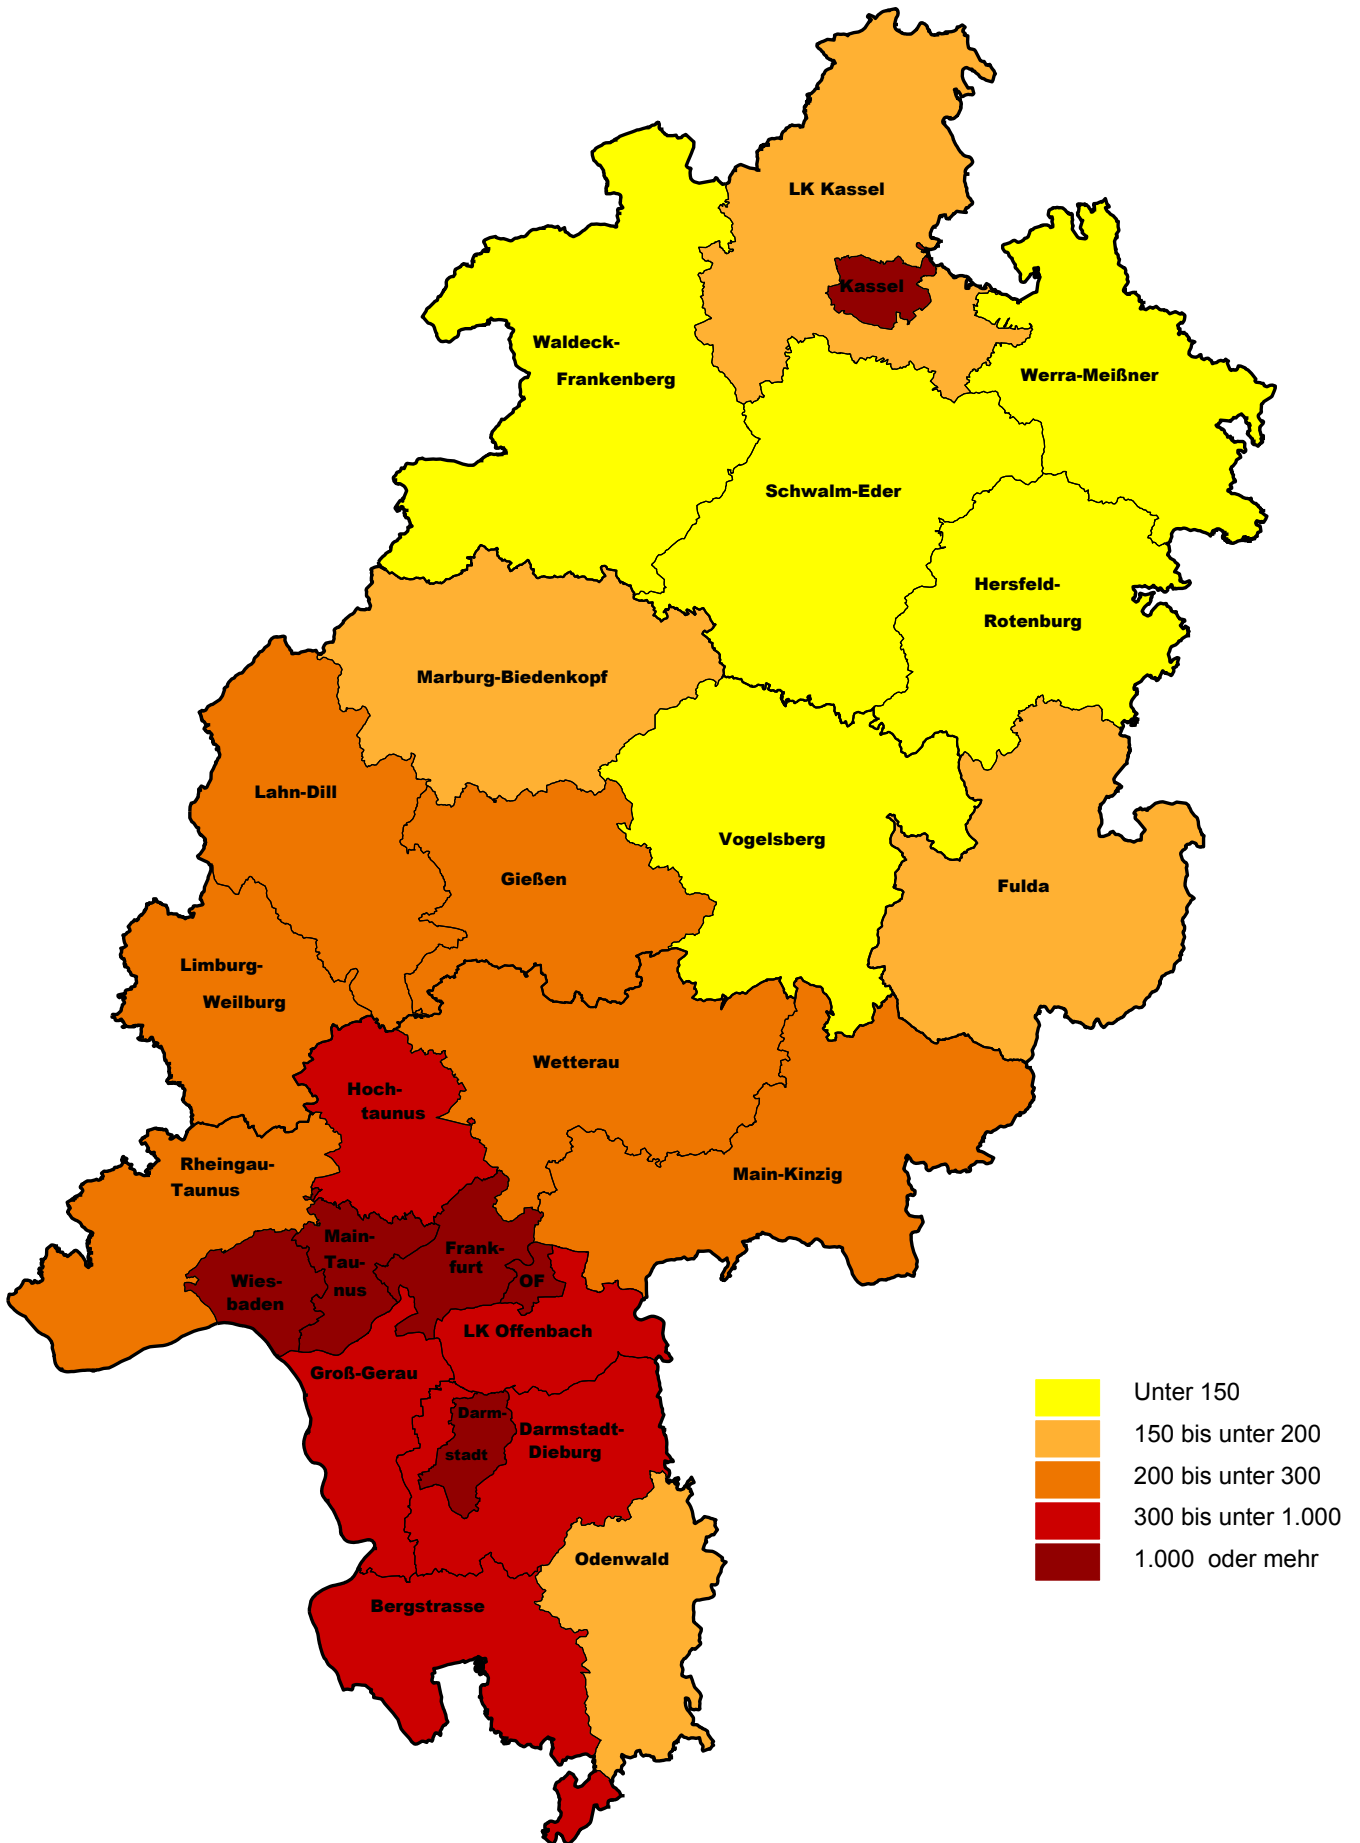 LK Kassel
Kassel
Waldeck-
Frankenberg
Werra-Meißner
Schwalm-Eder
Hersfeld-
Rotenburg
Marburg-Biedenkopf
Lahn-Dill
Vogelsberg
Gießen
Fulda
Limburg-
Weilburg
Wetterau
Hoch-
taunus
Rheingau-
Taunus
Main-Kinzig
Main-
Tau-
nus
Frank-
furt
OF
Wies-
baden
LK Offenbach
Groß-Gerau
Darm-
stadt
Darmstadt-
Dieburg
Odenwald
Bergstrasse
Unter 150
150 bis unter 200
200 bis unter 300
300 bis unter 1.000
1.000 oder mehr